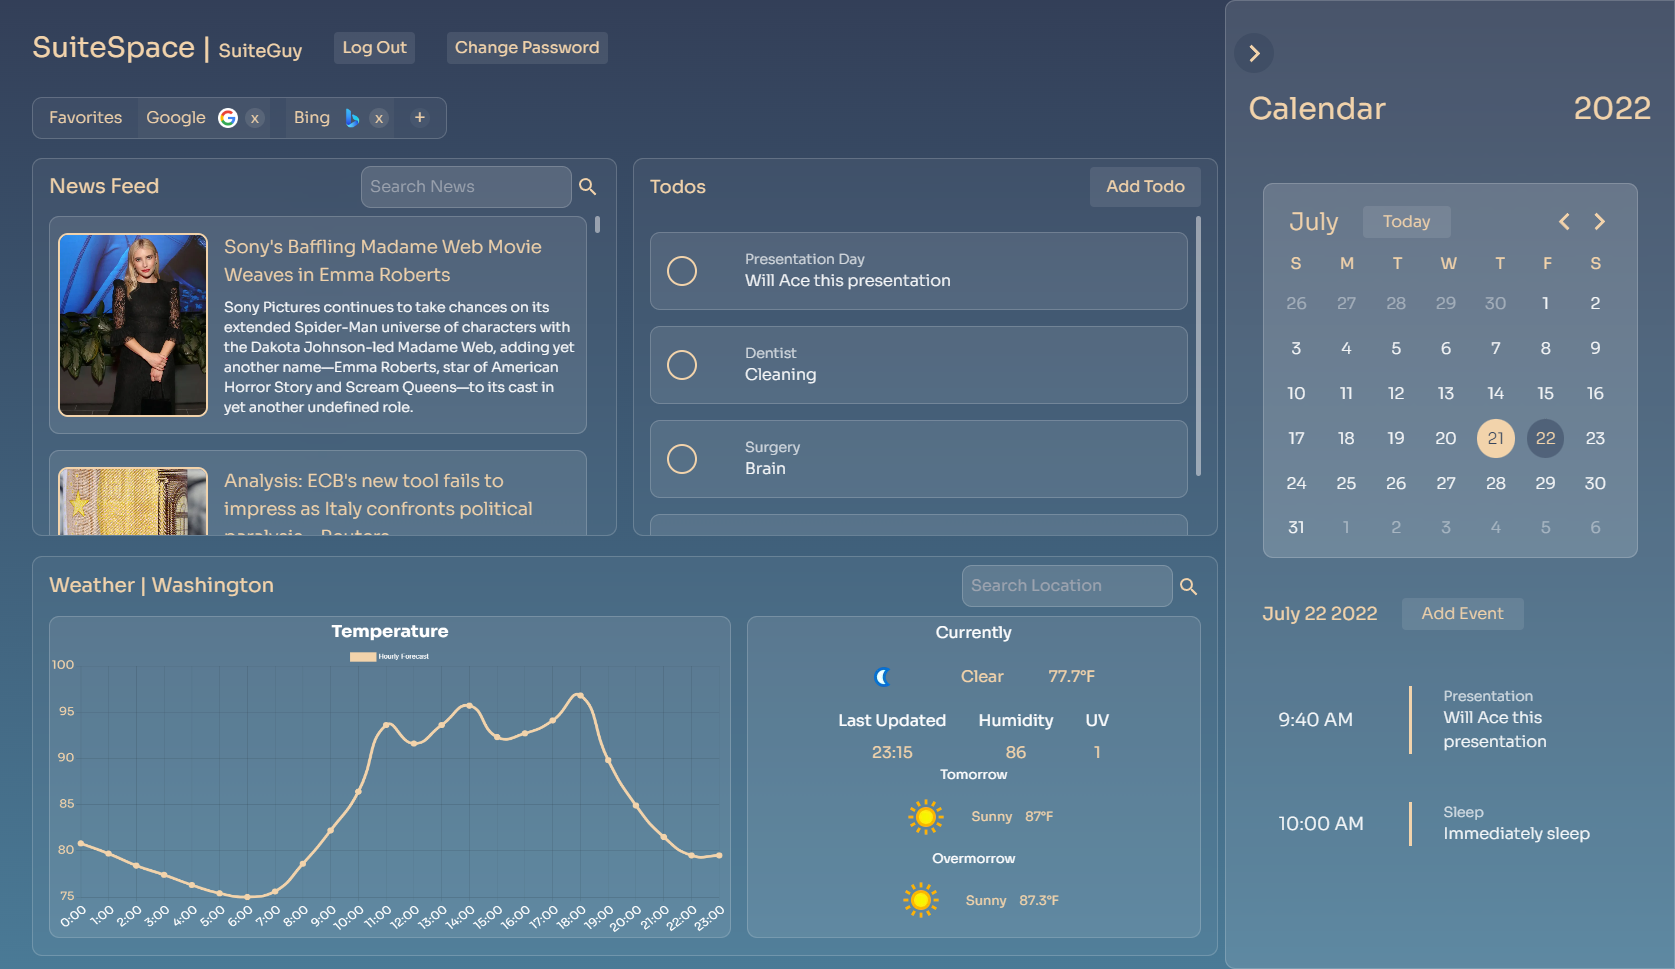 SuiteSpace | SuiteGuy
Log Out
Change Password
Favorites
Google
x
Bing
x
+
News Feed
Search News
Sony's Baffling Madame Web Movie
Weaves in Emma Roberts
Sony Pictures continues to take chances on its
extended Spider-Man universe of characters with
the Dakota Johnson-led Madame Web, adding yet
another name—Emma Roberts, star of American
Horror Story and Scream Queens—to its cast in
yet another undefined role.
Analysis: ECB's new tool fails to
impress as Italy confronts political
paralysis - Reuters
Todos
Add Todo
Presentation Day
Will Ace this presentation
Dentist
Cleaning
Surgery
Brain
Weather | Washington
Search Location
Temperature
Hourly Forecast
100
95
90
85
80
75
0:00 1:00 2:00 3:00 4:00 5:00 6:00 7:00 8:00 9:00 10:00 11:00 12:00 13:00 14:00 15:00 16:00 17:00 18:00 19:00 20:00 21:00 22:00 23:00
Currently
Clear 77.7°F
Last Updated Humidity UV
23:15 86 1
Tomorrow
Sunny 87°F
Overmorrow
Sunny 87.3°F
Calendar 2022
July
Today
S M T W T F S
26 27 28 29 30 1 2
3 4 5 6 7 8 9
10 11 12 13 14 15 16
17 18 19 20 21 22 23
24 25 26 27 28 29 30
31 1 2 3 4 5 6
July 22 2022
Add Event
9:40 AM
Presentation
Will Ace this
presentation
10:00 AM
Sleep
Immediately sleep